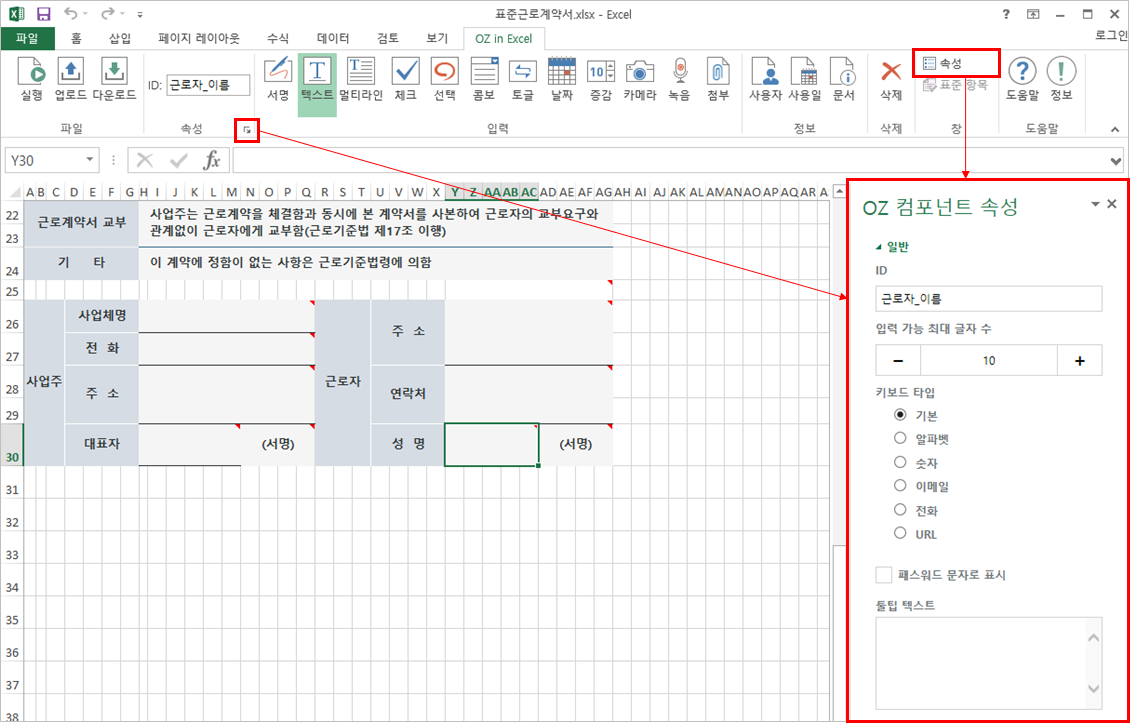 표준근로계약서.xlsx - Excel
파일 홈 삽입 페이지 레이아웃 수식 데이터 검토 보기 OZ in Excel 로그인
실행 업로드 다운로드 ID: 근로자_이름 서명 텍스트 멀티라인 체크 선택 콤보 토글 날짜 증감 카메라 녹음 첨부 사용자 사용일 문서 삭제 속성 표준 항목 도움말 정보
파일 속성 입력 정보 삭제 창 도움말
Y30 fx
A B C D E F G H I J K L M N O P Q R S T U V W X Y Z AA AB AC AD AE AF AG AH AI AJ AK AL AM AN AO AP AQ AR A
22 근로계약서 교부 사업주는 근로계약을 체결함과 동시에 본 계약서를 사본하여 근로자의 교부요구와
23 관계없이 근로자에게 교부함(근로기준법 제17조 이행)
24 기 타 이 계약에 정함이 없는 사항은 근로기준법령에 의함
25
26 사업체명 주 소
27 전 화
28 사업주 주 소 근로자 연락처
29
30 대표자 (서명) 성 명 (서명)
31
32
33
34
35
36
37
38
OZ 컴포넌트 속성
일반
ID
근로자_이름
입력 가능 최대 글자 수
− 10 +
키보드 타입
기본
알파벳
숫자
이메일
전화
URL
패스워드 문자로 표시
툴팁 텍스트